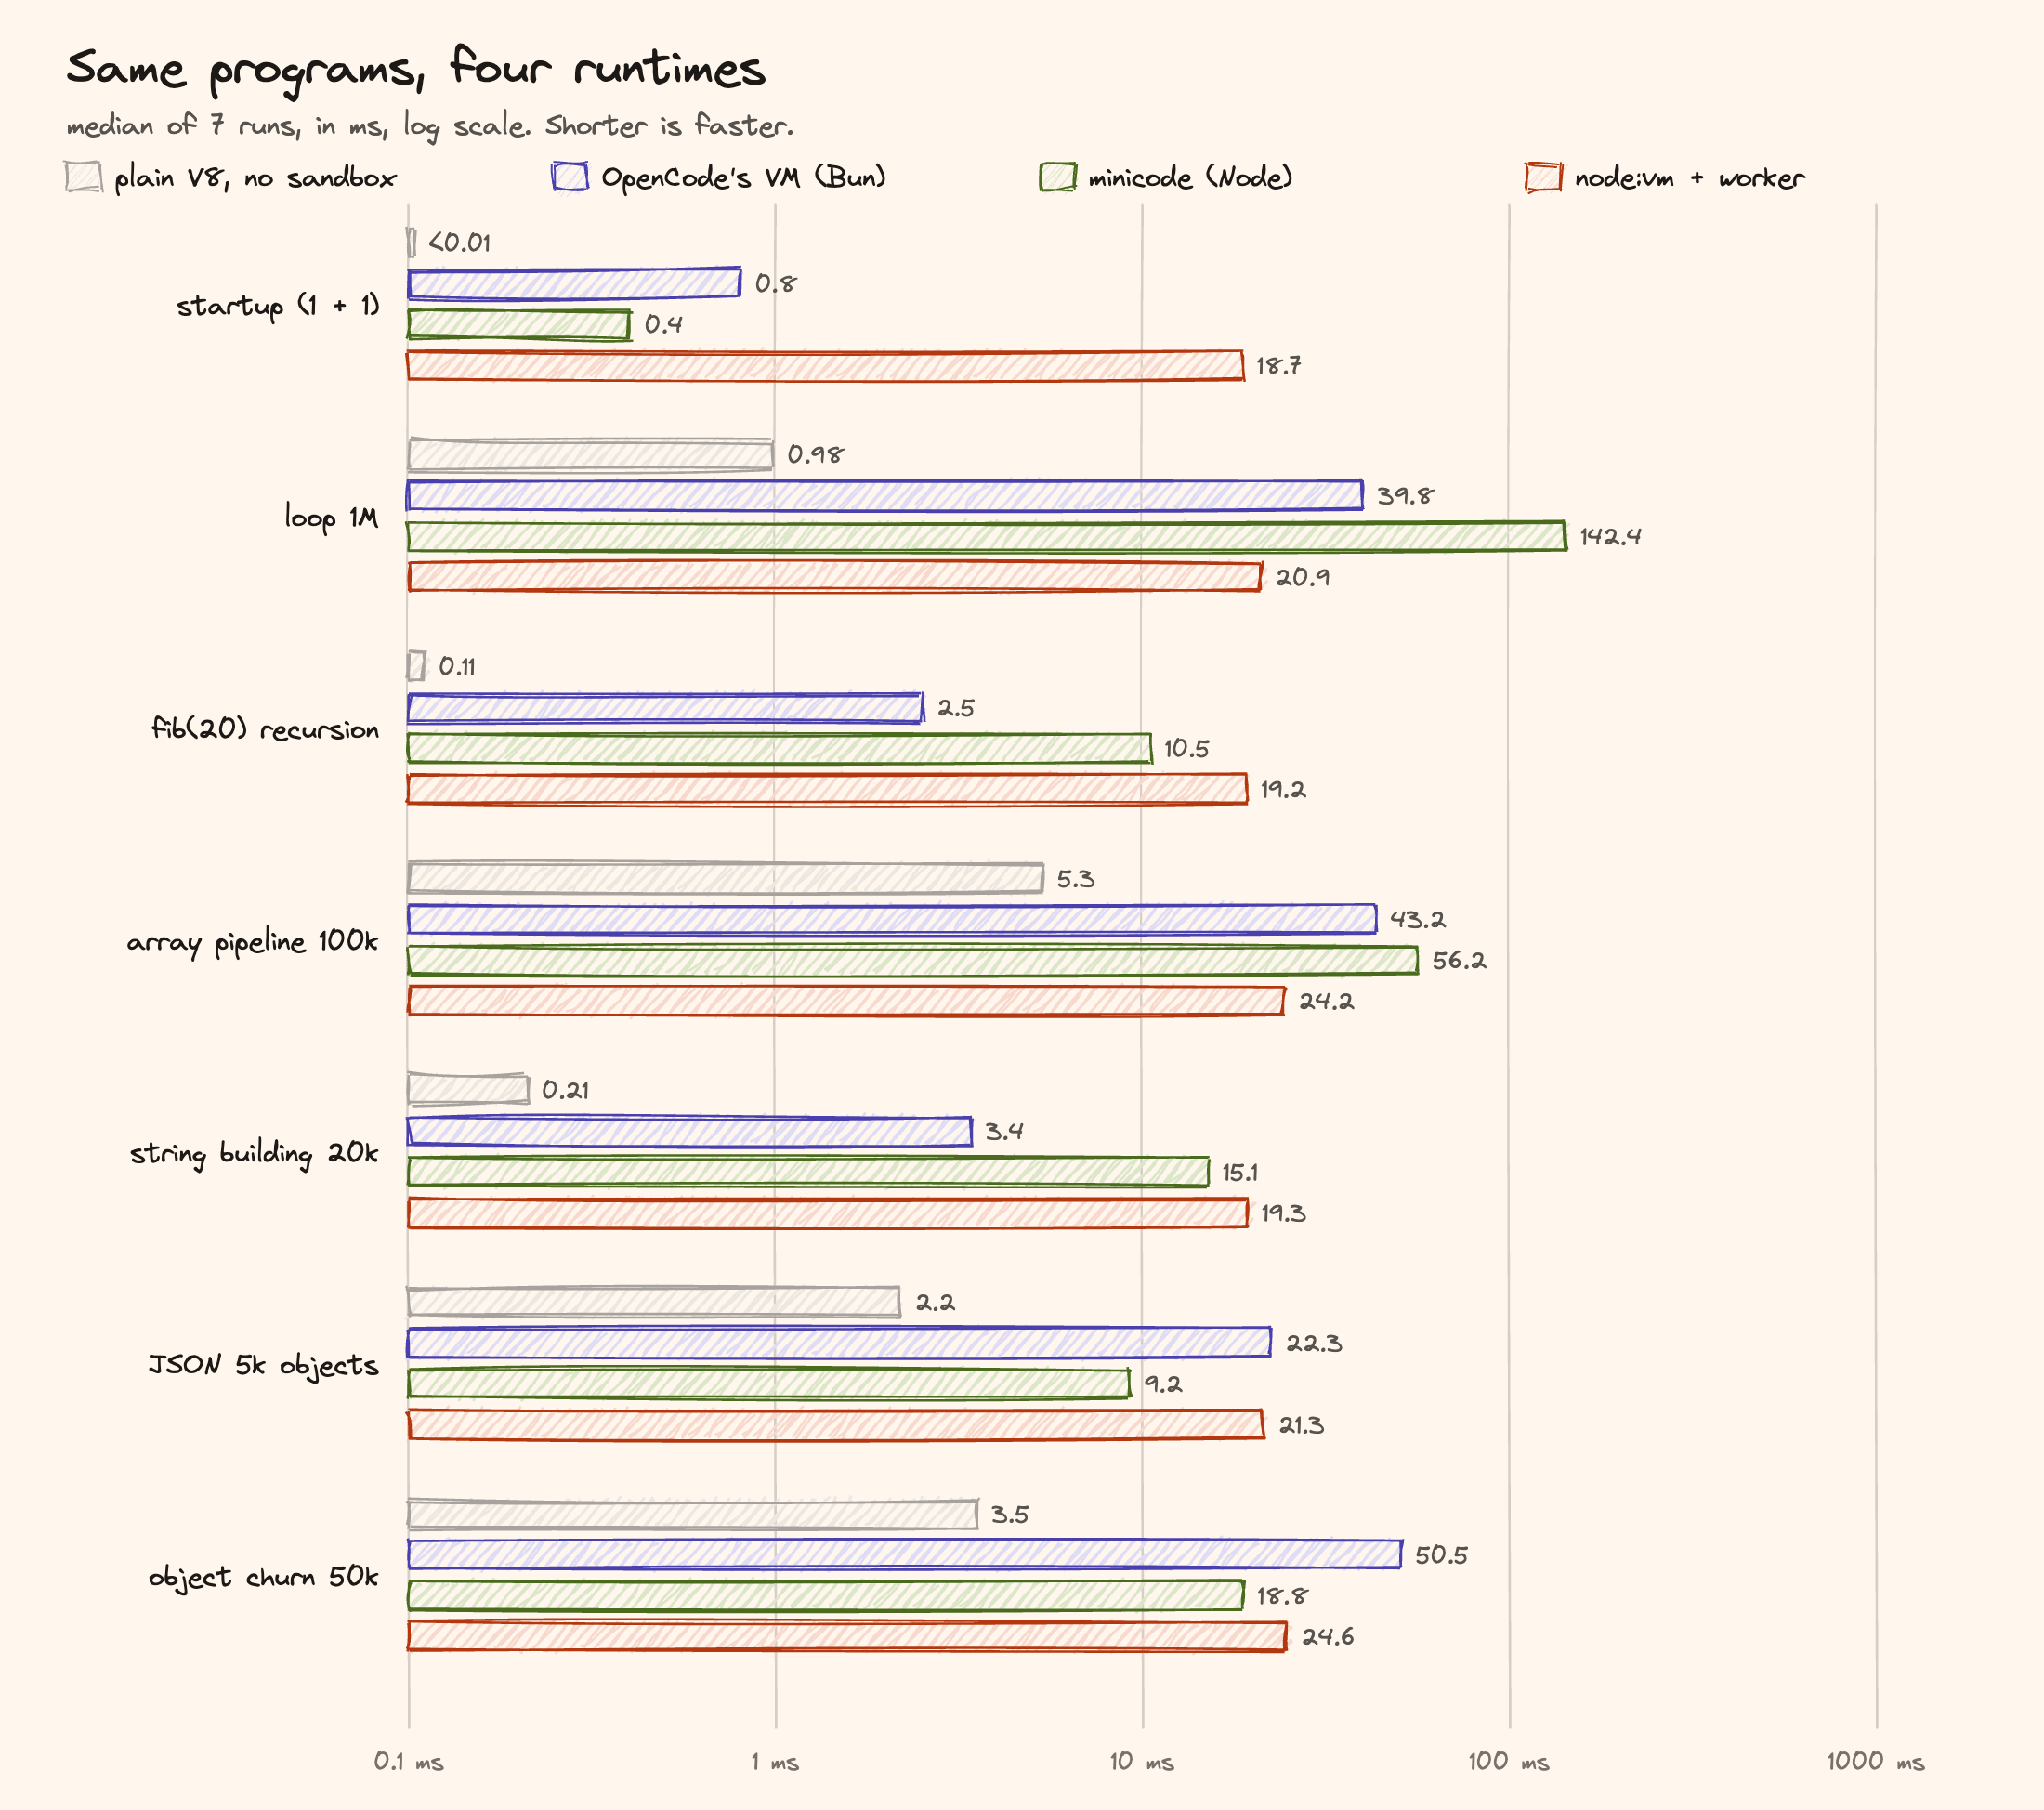 Same programs, four runtimes
median of 7 runs, in ms, log scale. Shorter is faster.
plain V8, no sandbox
OpenCode's VM (Bun)
minicode (Node)
node:vm + worker
startup (1 + 1)
<0.01
0.8
0.4
18.7
loop 1M
0.98
39.8
142.4
20.9
fib(20) recursion
0.11
2.5
10.5
19.2
array pipeline 100k
5.3
43.2
56.2
24.2
string building 20k
0.21
3.4
15.1
19.3
JSON 5k objects
2.2
22.3
9.2
21.3
object churn 50k
3.5
50.5
18.8
24.6
0.1 ms
1 ms
10 ms
100 ms
1000 ms